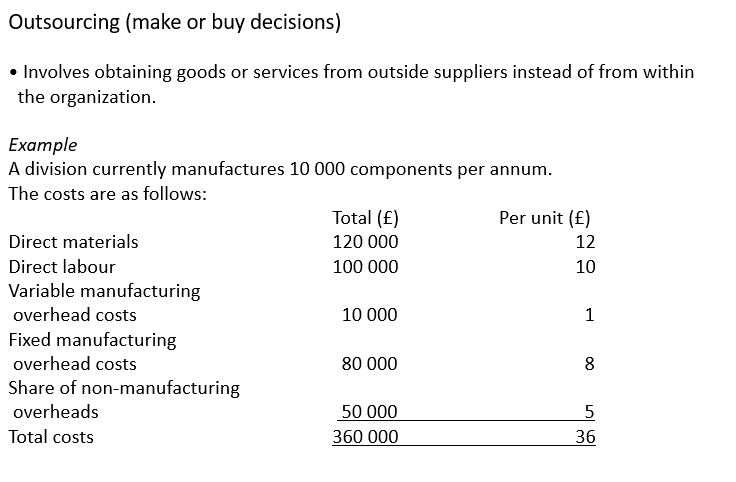 Outsourcing (make or buy decisions)
• Involves obtaining goods or services from outside suppliers instead of from within
the organization.
Example
A division currently manufactures 10 000 components per annum.
The costs are as follows:
Total (£) Per unit (£)
Direct materials 120 000 12
Direct labour 100 000 10
Variable manufacturing
overhead costs 10 000 1
Fixed manufacturing
overhead costs 80 000 8
Share of non-manufacturing
overheads 50 000 5
Total costs 360 000 36